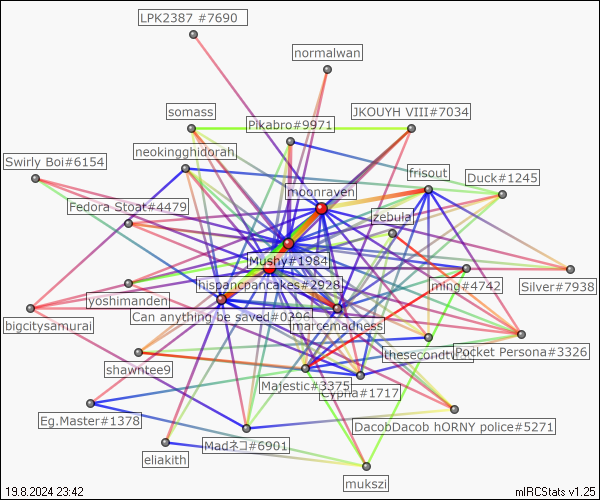 LPK2387 #7690
normalwan
somass
JKOUYH VIII#7034
Pikabro#9971
neokingghidorah
Swirly Boi#6154
frisout
Duck#1245
moonraven
Fedora Stoat#4479
zebula
Mushy#1984
hispancpancakes#2928
ming#4742
Silver#7938
yoshimanden
Can anything be saved#0396
marcemadness
bigcitysamurai
thesecondtw
Pocket Persona#3326
shawntee9
Majestic#3375
Cypha#1717
Eg.Master#1378
DacobDacob hORNY police#5271
Madネコ#6901
eliakith
mukszi
19.8.2024 23:42
mIRCStats v1.25